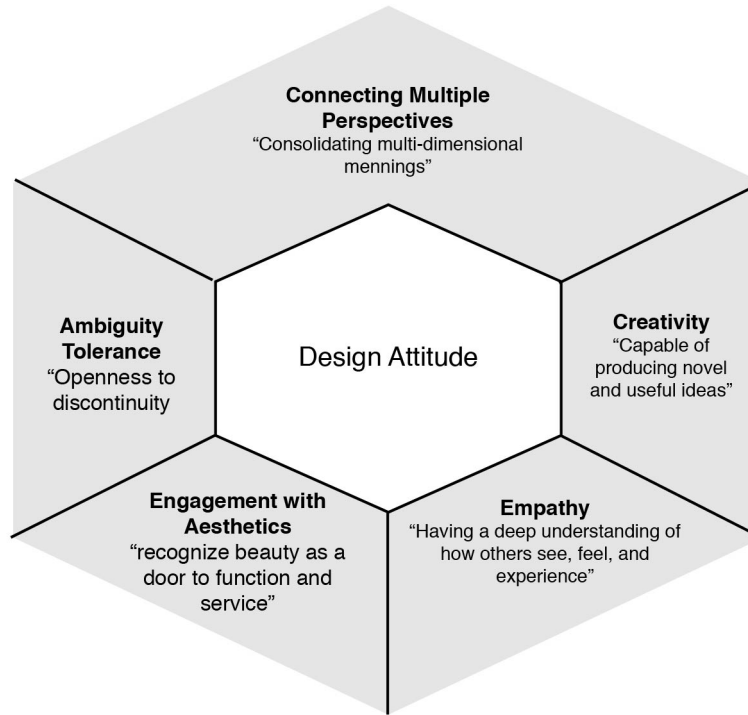 Connecting Multiple
Perspectives
“Consolidating multi-dimensional
mennings”
Ambiguity
Tolerance
“Openness to
discontinuity
Design Attitude
Creativity
“Capable of
producing novel
and useful ideas”
Engagement with
Aesthetics
“recognize beauty as a
door to function and
service”
Empathy
“Having a deep understanding of
how others see, feel, and
experience”